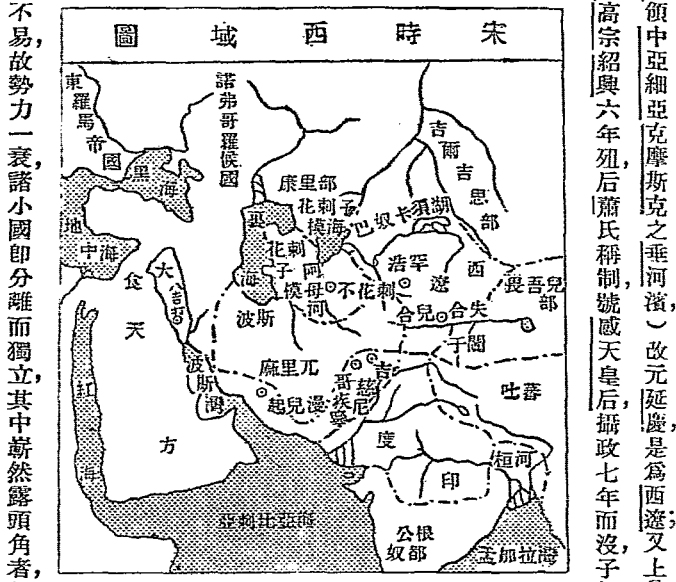 領中亞細亞克摩斯克之垂河濱，）改元延慶，是爲西遼；又上
高宗紹興六年殂，后蕭氏稱制，號感天皇后，攝政七年而沒，子
宋時西域圖
東羅馬帝國
諾弗哥羅侯國
黑海
地中海
康里部
花剌子模海
裏海
花剌子模
阿母河
吉爾吉思部
巴奴卡須湖
西遼
畏吾兒部
浩罕
不花剌
失合兒
于闐
波斯
大食
八吉打
天方
波斯灣
紅海
麻里兀
起兒漫
吉慈尼
哥疾寧
吐蕃
印度
恒河
亞剌比亞海
公根奴部
孟加拉海
不易，故勢力一衰，諸小國卽分離而獨立，其中嶄然露頭角者，